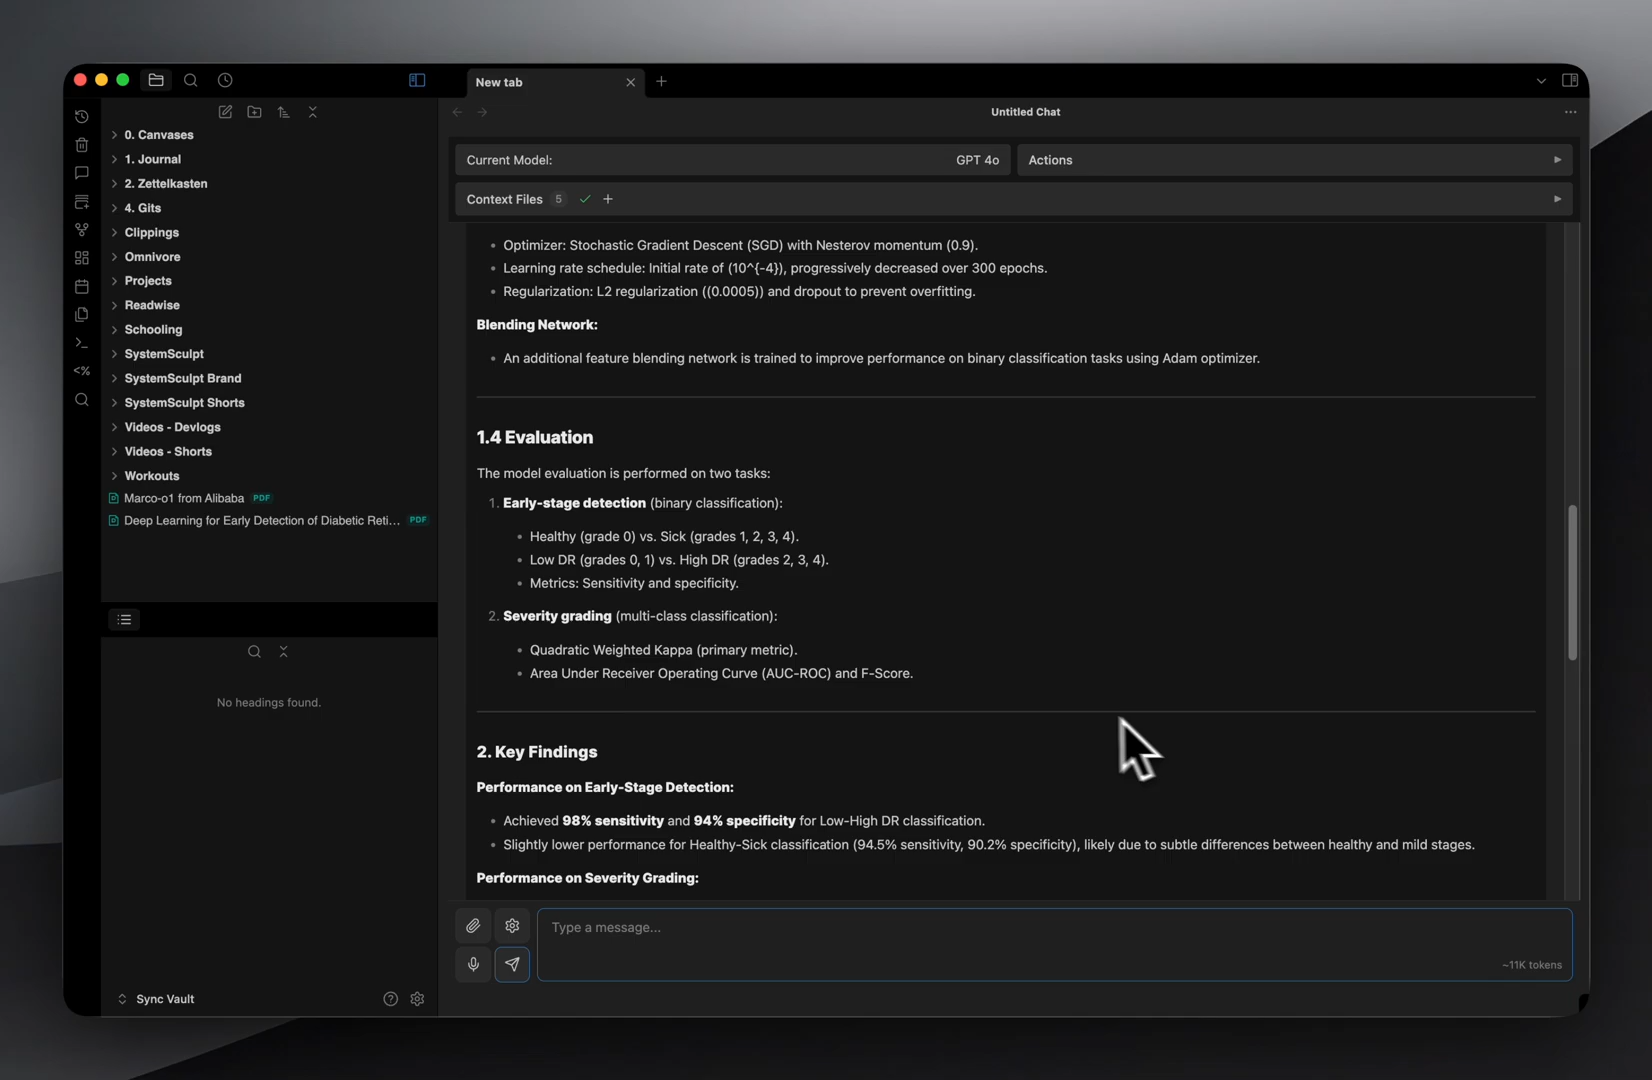 New tab
Untitled Chat
0. Canvases
1. Journal
2. Zettelkasten
4. Gits
Clippings
Omnivore
Projects
Readwise
Schooling
SystemSculpt
SystemSculpt Brand
SystemSculpt Shorts
Videos - Devlogs
Videos - Shorts
Workouts
Marco-o1 from Alibaba PDF
Deep Learning for Early Detection of Diabetic Reti... PDF
<%
No headings found.
Sync Vault
Current Model: GPT 4o
Actions
Context Files 5
• Optimizer: Stochastic Gradient Descent (SGD) with Nesterov momentum (0.9).
• Learning rate schedule: Initial rate of (10^{-4}), progressively decreased over 300 epochs.
• Regularization: L2 regularization ((0.0005)) and dropout to prevent overfitting.
Blending Network:
• An additional feature blending network is trained to improve performance on binary classification tasks using Adam optimizer.
1.4 Evaluation
The model evaluation is performed on two tasks:
1. Early-stage detection (binary classification):
• Healthy (grade 0) vs. Sick (grades 1, 2, 3, 4).
• Low DR (grades 0, 1) vs. High DR (grades 2, 3, 4).
• Metrics: Sensitivity and specificity.
2. Severity grading (multi-class classification):
• Quadratic Weighted Kappa (primary metric).
• Area Under Receiver Operating Curve (AUC-ROC) and F-Score.
2. Key Findings
Performance on Early-Stage Detection:
• Achieved 98% sensitivity and 94% specificity for Low-High DR classification.
• Slightly lower performance for Healthy-Sick classification (94.5% sensitivity, 90.2% specificity), likely due to subtle differences between healthy and mild stages.
Performance on Severity Grading:
Type a message...
~11K tokens